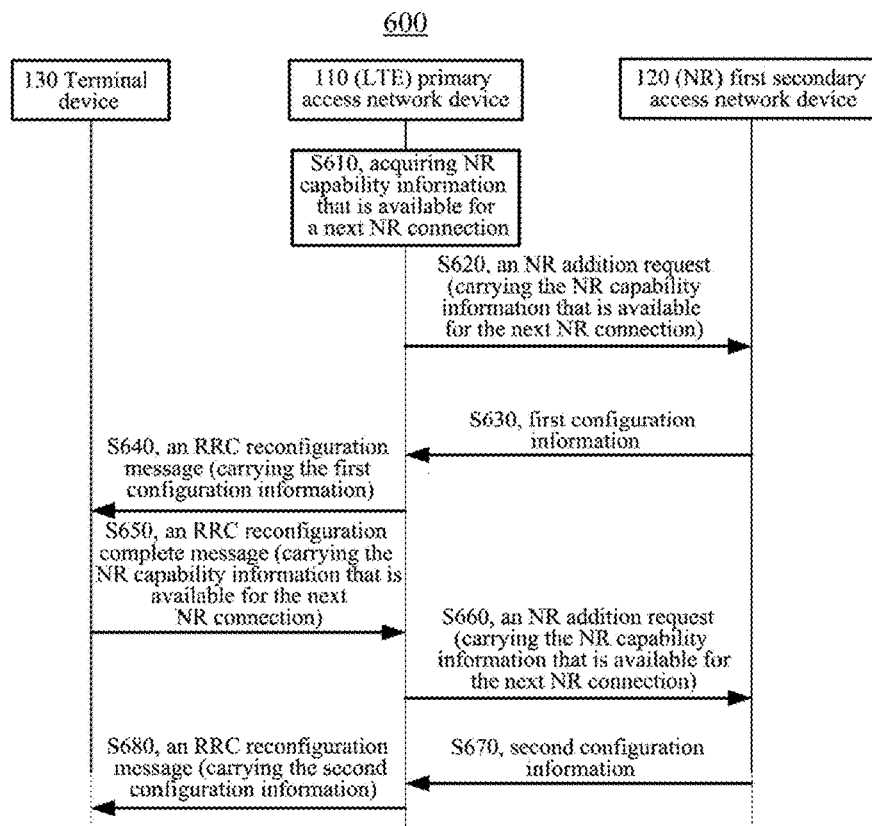 600
130 Terminal
device
110 (LTE) primary
access network device
120 (NR) first secondary
access network device
S610, acquiring NR
capability information
that is available for
a next NR connection
S620, an NR addition request
(carrying the NR capability
information that is available
for the next NR connection)
S630, first configuration
information
S640, an RRC reconfiguration
message (carrying the first
configuration information)
S650, an RRC reconfiguration
complete message (carrying the
NR capability information that is
available for the next
NR connection)
S660, an NR addition request
(carrying the NR capability
information that is available for
the next NR connection)
S670, second configuration
information
S680, an RRC reconfiguration
message (carrying the second
configuration information)